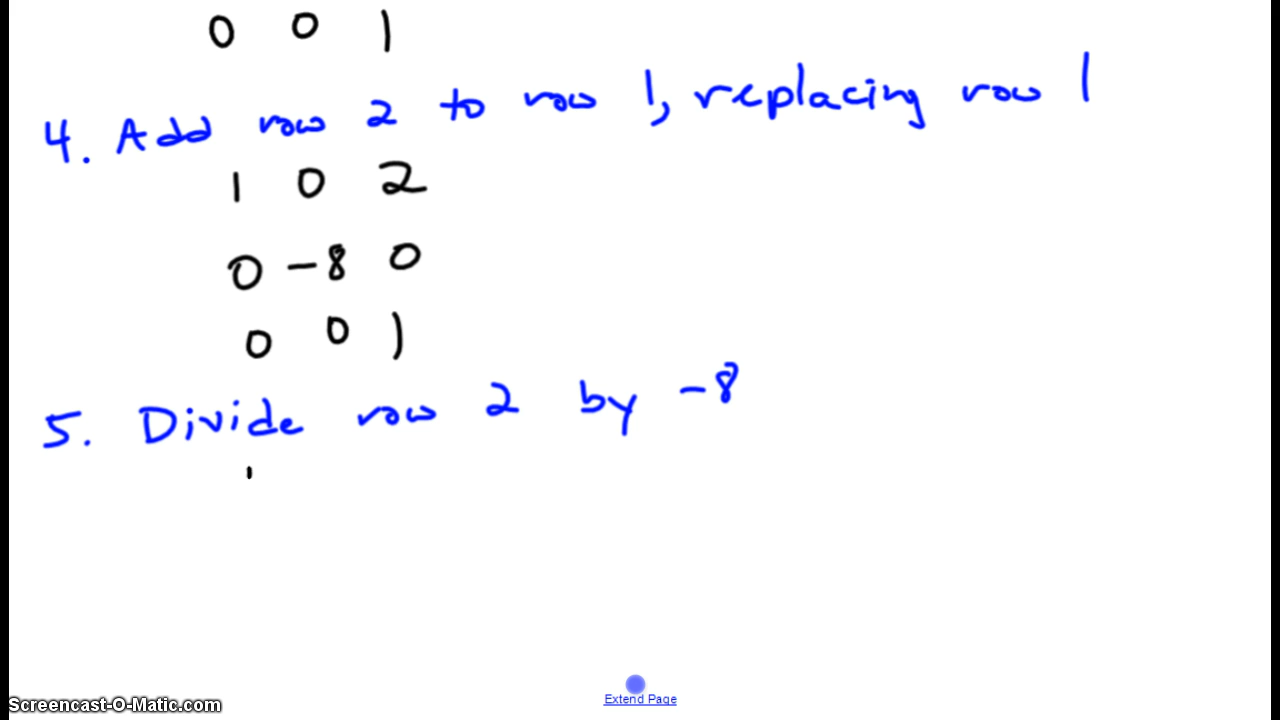 0 0 1
4. Add row 2 to row 1, replacing row 1
1 0 2
0 -8 0
0 0 1
5. Divide row 2 by -8
Extend Page
Screencast-O-Matic.com